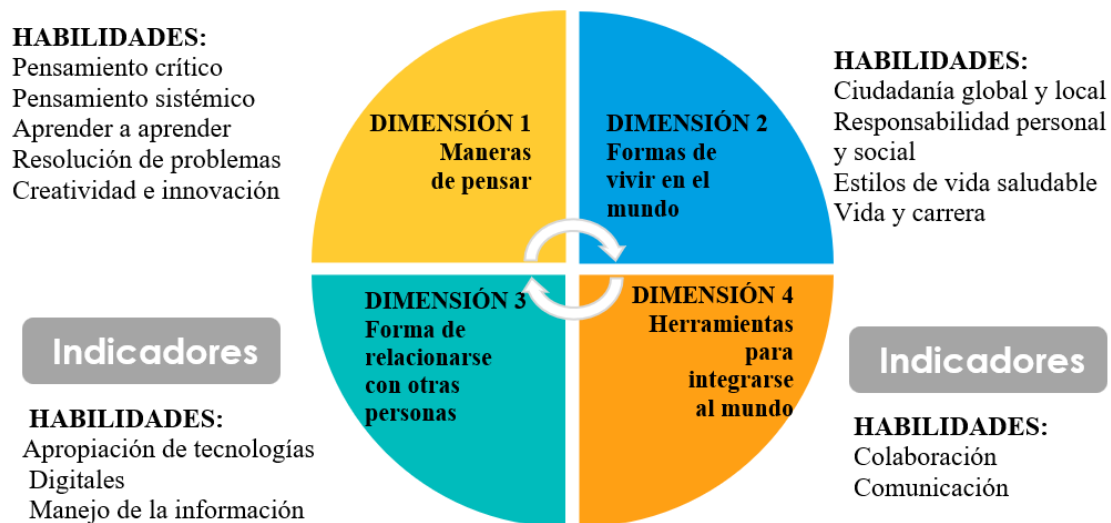 HABILIDADES:
Pensamiento crítico
Pensamiento sistémico
Aprender a aprender
Resolución de problemas
Creatividad e innovación
DIMENSIÓN 1
Maneras
de pensar
DIMENSIÓN 2
Formas de
vivir en el
mundo
HABILIDADES:
Ciudadanía global y local
Responsabilidad personal
y social
Estilos de vida saludable
Vida y carrera
Indicadores
HABILIDADES:
Apropiación de tecnologías
Digitales
Manejo de la información
DIMENSIÓN 3
Forma de
relacionarse
con otras
personas
DIMENSIÓN 4
Herramientas
para
integrarse
al mundo
Indicadores
HABILIDADES:
Colaboración
Comunicación